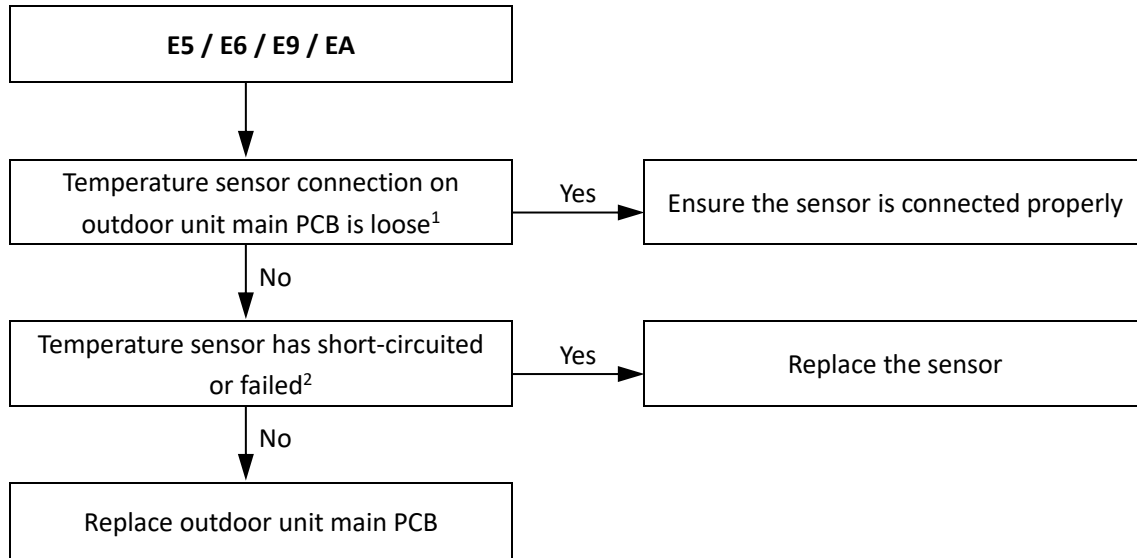 E5 / E6 / E9 / EA
Temperature sensor connection on
outdoor unit main PCB is loose¹
Yes
Ensure the sensor is connected properly
No
Temperature sensor has short-circuited
or failed²
Yes
Replace the sensor
No
Replace outdoor unit main PCB